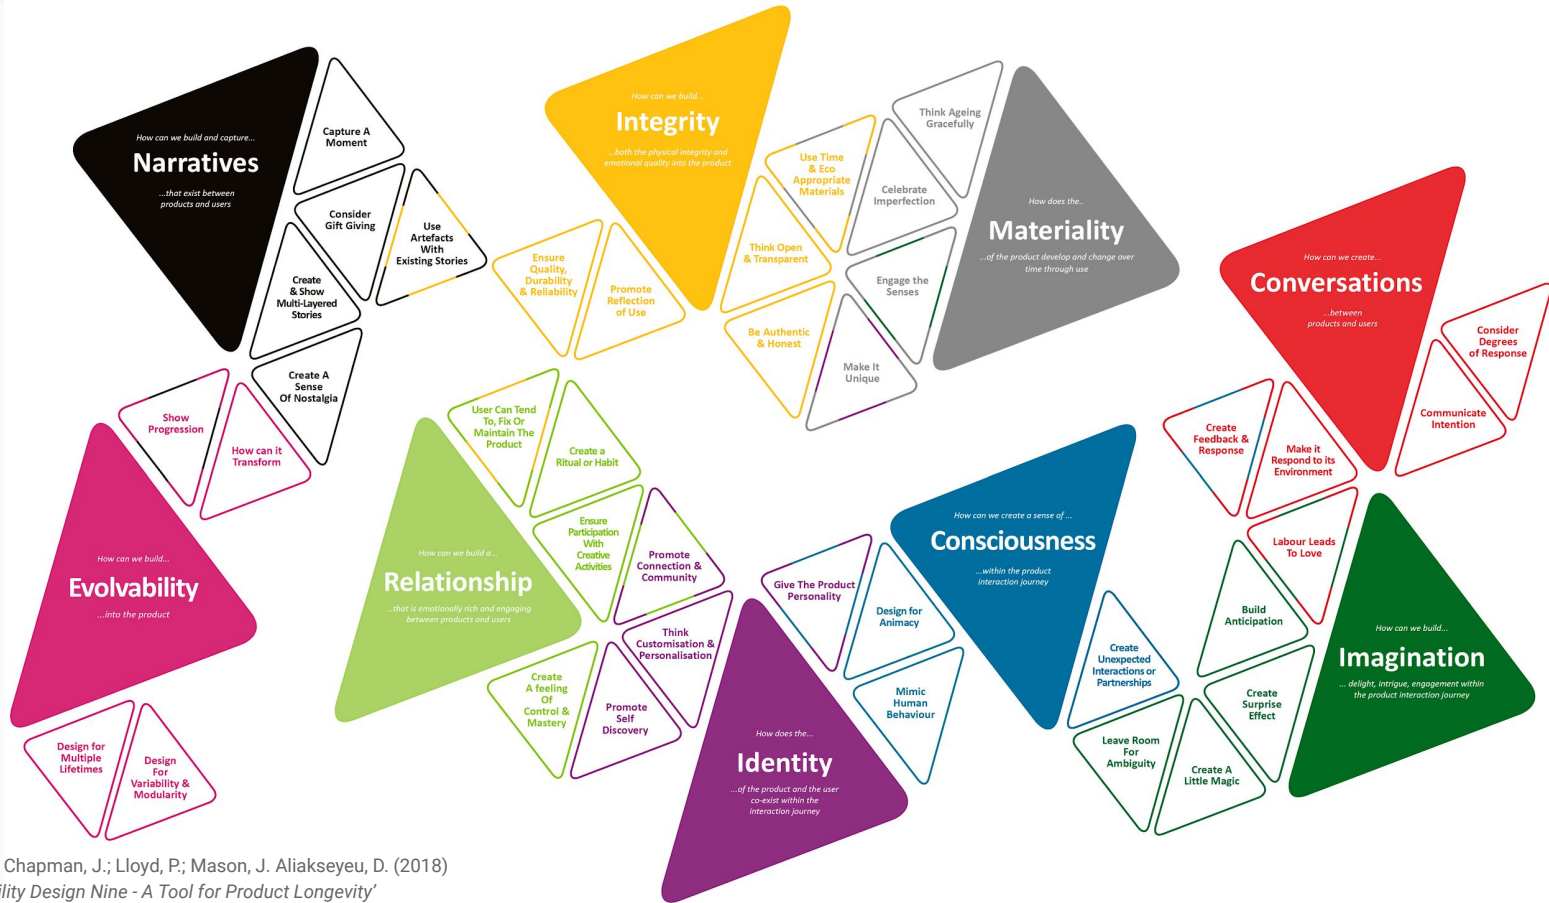 How can we build and capture...
Narratives
...that exist between
products and users
Capture A
Moment
Consider
Gift Giving
Use
Artefacts
With
Existing Stories
Create
& Show
Multi-Layered
Stories
Create A
Sense
Of Nostalgia
How can we build...
Integrity
...both the physical integrity and
emotional quality into the product
Ensure
Quality,
Durability
& Reliability
Promote
Reflection
of Use
Use Time
& Eco
Appropriate
Materials
Think Open
& Transparent
Be Authentic
& Honest
How does the..
Materiality
...of the product develop and change over
time through use
Think Ageing
Gracefully
Celebrate
Imperfection
Engage the
Senses
Make It
Unique
How can we create...
Conversations
...between
products and users
Consider
Degrees
of Response
Communicate
Intention
Create
Feedback &
Response
Make it
Respond to its
Environment
Labour Leads
To Love
How can we build...
Evolvability
...into the product
Show
Progression
How can it
Transform
Design for
Multiple
Lifetimes
Design
For
Variability &
Modularity
How can we build a...
Relationship
...that is emotionally rich and engaging
between products and users
User Can Tend
To, Fix Or
Maintain The
Product
Create a
Ritual or Habit
Ensure
Participation
With
Creative
Activities
Create
A feeling
Of
Control &
Mastery
Promote
Connection &
Community
Think
Customisation &
Personalisation
Promote
Self
Discovery
How does the...
Identity
...of the product and the user
co-exist within the
interaction journey
Give The Product
Personality
How can we create a sense of ...
Consciousness
...within the product
interaction journey
Design for
Animacy
Mimic
Human
Behaviour
Create
Unexpected
Interactions or
Partnerships
How can we build...
Imagination
... delight, intrigue, engagement within
the product interaction journey
Build
Anticipation
Create
Surprise
Effect
Leave Room
For
Ambiguity
Create A
Little Magic
Chapman, J.; Lloyd, P.; Mason, J. Aliakseyeu, D. (2018)
ility Design Nine - A Tool for Product Longevity’